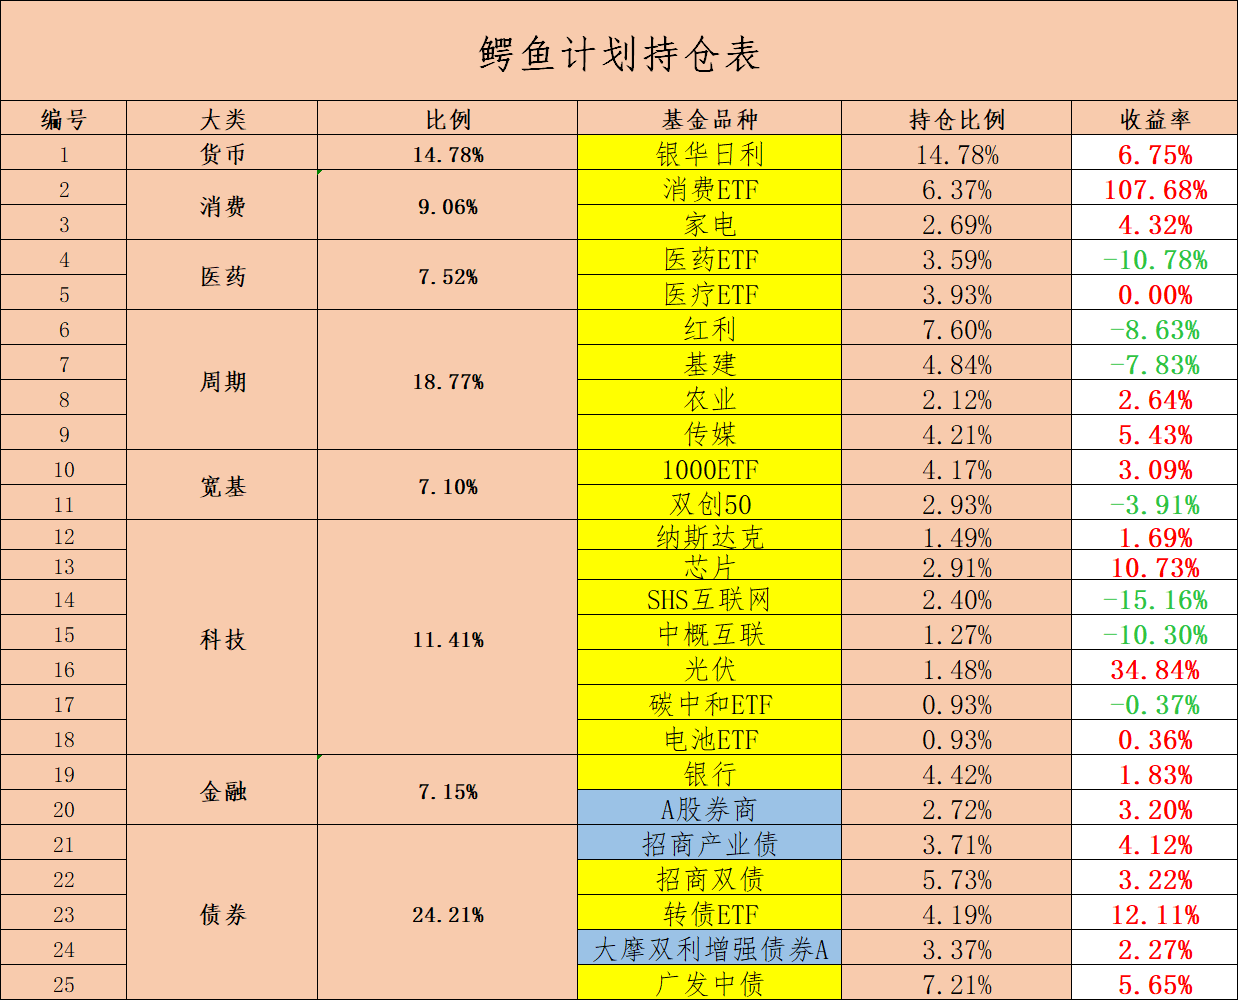 鳄鱼计划持仓表
编号 大类 比例 基金品种 持仓比例 收益率
1 货币 14.78% 银华日利 14.78% 6.75%
2 消费 9.06% 消费ETF 6.37% 107.68%
3 家电 2.69% 4.32%
4 医药 7.52% 医药ETF 3.59% -10.78%
5 医疗ETF 3.93% 0.00%
6 周期 18.77% 红利 7.60% -8.63%
7 基建 4.84% -7.83%
8 农业 2.12% 2.64%
9 传媒 4.21% 5.43%
10 宽基 7.10% 1000ETF 4.17% 3.09%
11 双创50 2.93% -3.91%
12 科技 11.41% 纳斯达克 1.49% 1.69%
13 芯片 2.91% 10.73%
14 SHS互联网 2.40% -15.16%
15 中概互联 1.27% -10.30%
16 光伏 1.48% 34.84%
17 碳中和ETF 0.93% -0.37%
18 电池ETF 0.93% 0.36%
19 金融 7.15% 银行 4.42% 1.83%
20 A股券商 2.72% 3.20%
21 债券 24.21% 招商产业债 3.71% 4.12%
22 招商双债 5.73% 3.22%
23 转债ETF 4.19% 12.11%
24 大摩双利增强债券A 3.37% 2.27%
25 广发中债 7.21% 5.65%